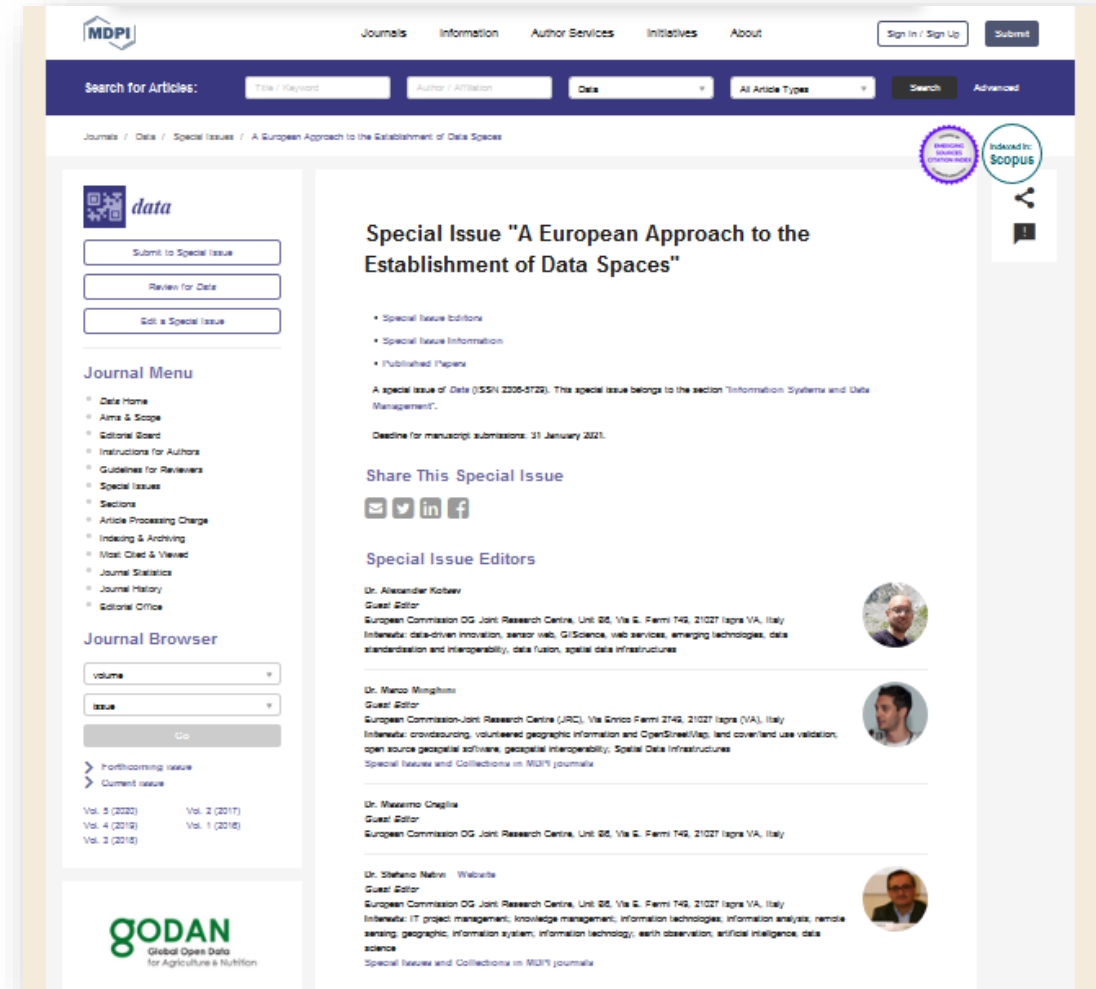 MDPI
Journals Information Author Services Initiatives About Sign In / Sign Up Submit
Search for Articles: Title / Keyword Author / Affiliation Data All Article Types Search Advanced
Journals / Data / Special Issues / A European Approach to the Establishment of Data Spaces
EMERGING SOURCES CITATION INDEX
Indexed in:
Scopus
data
Submit to Special Issue
Review for Data
Edit a Special Issue
Journal Menu
Data Home
Aims & Scope
Editorial Board
Instructions for Authors
Guidelines for Reviewers
Special Issues
Sections
Article Processing Charge
Indexing & Archiving
Most Cited & Viewed
Journal Statistics
Journal History
Editorial Office
Journal Browser
volume
issue
Go
Forthcoming issue
Current issue
Vol. 5 (2020) Vol. 2 (2017)
Vol. 4 (2019) Vol. 1 (2016)
Vol. 3 (2018)
GODAN
Global Open Data
for Agriculture & Nutrition
Special Issue "A European Approach to the
Establishment of Data Spaces"
• Special Issue Editors
• Special Issue Information
• Published Papers
A special issue of Data (ISSN 2306-5729). This special issue belongs to the section "Information Systems and Data
Management".
Deadline for manuscript submissions: 31 January 2021.
Share This Special Issue
Special Issue Editors
Dr. Alexander Kotsev
Guest Editor
European Commission DG Joint Research Centre, Unit B6, Via E. Fermi 749, 21027 Ispra VA, Italy
Interests: data-driven innovation, sensor web, GIScience, web services, emerging technologies, data
standardisation and interoperability, data fusion, spatial data infrastructures
Dr. Marco Minghini
Guest Editor
European Commission-Joint Research Centre (JRC), Via Enrico Fermi 2749, 21027 Ispra (VA), Italy
Interests: crowdsourcing, volunteered geographic information and OpenStreetMap; land cover/land use validation;
open source geospatial software, geospatial interoperability; Spatial Data Infrastructures
Special Issues and Collections in MDPI journals
Dr. Massimo Craglia
Guest Editor
European Commission DG Joint Research Centre, Unit B6, Via E. Fermi 749, 21027 Ispra VA, Italy
Dr. Stefano Nativi Website
Guest Editor
European Commission DG Joint Research Centre, Unit B6, Via E. Fermi 749, 21027 Ispra VA, Italy
Interests: IT project management; knowledge management; information technologies; information analysis; remote
sensing, geographic, information system; information technology, earth observation, artificial inteligence, data
science
Special Issues and Collections in MDPI journals